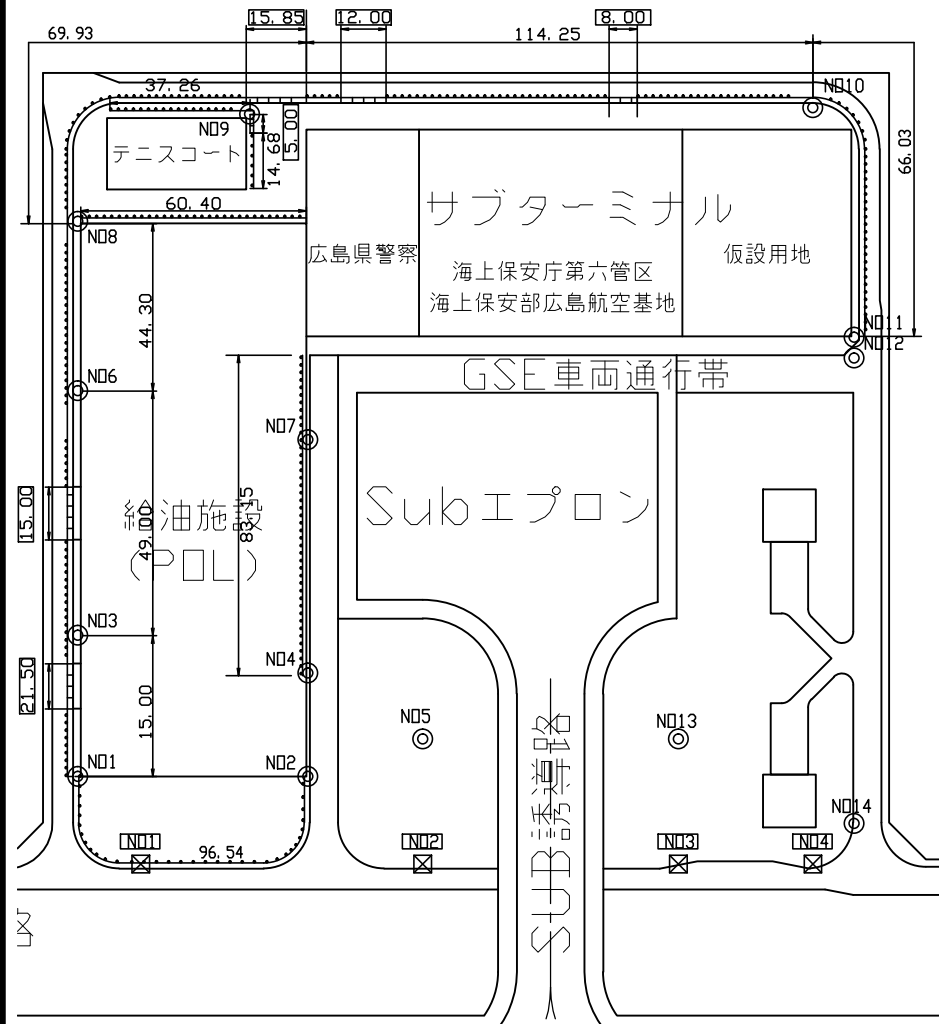 15.85
12.00
8.00
69.93
114.25
37.26
NO10
NO9
5.00
14.68
66.03
テニスコート
60.40
サブターミナル
NO8
広島県警察
仮設用地
海上保安庁第六管区
海上保安部広島航空基地
44.30
NO11
NO12
GSE車両通行帯
NO6
NO7
83.15
15.00
給油施設
(POL)
49.00
Subエプロン
NO3
NO4
21.50
15.00
NO5
NO13
SUB誘導路
NO1
NO2
NO14
NO1
96.54
NO2
NO3
NO4
路